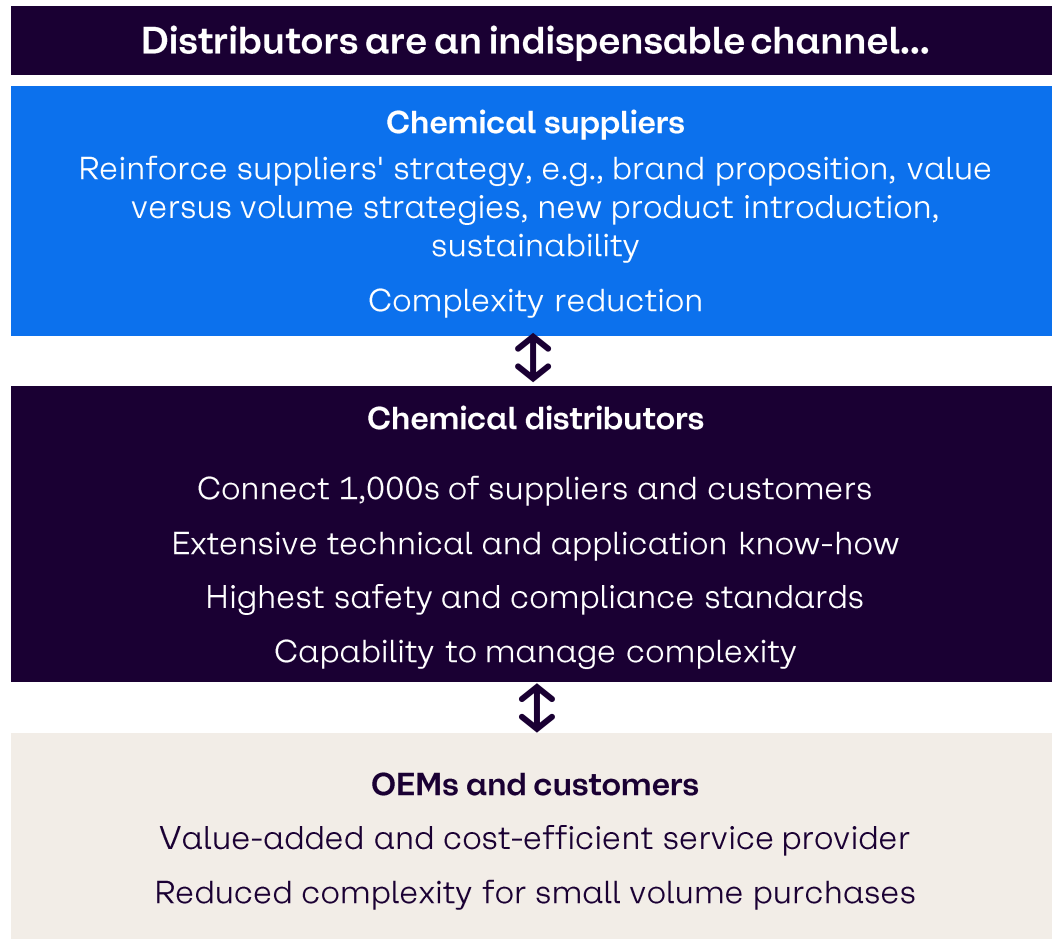 Distributors are an indispensable channel...
Chemical suppliers
Reinforce suppliers' strategy, e.g., brand proposition, value
versus volume strategies, new product introduction,
sustainability
Complexity reduction
Chemical distributors
Connect 1,000s of suppliers and customers
Extensive technical and application know-how
Highest safety and compliance standards
Capability to manage complexity
OEMs and customers
Value-added and cost-efficient service provider
Reduced complexity for small volume purchases